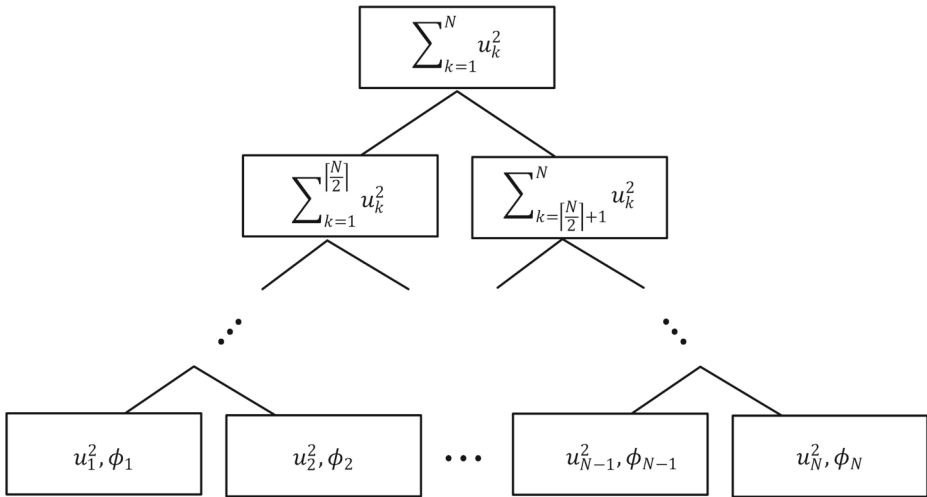 ∑_{k=1}^{N} u_k^2
∑_{k=1}^{⌈N/2⌉} u_k^2 ∑_{k=⌈N/2⌉+1}^{N} u_k^2
u_1^2, ϕ_1 u_2^2, ϕ_2 ••• u_{N−1}^2, ϕ_{N−1} u_N^2, ϕ_N